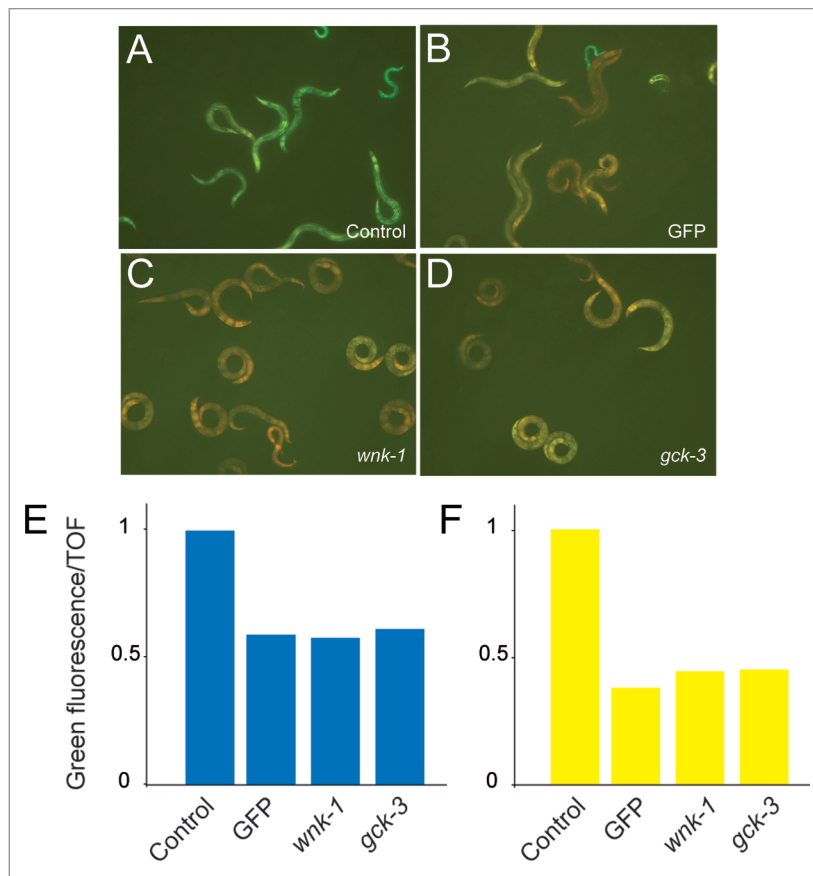 A
Control
B
GFP
C
wnk-1
D
gck-3
E
Green fluorescence/TOF
1
0.5
0
Control
GFP
wnk-1
gck-3
F
1
0.5
0
Control
GFP
wnk-1
gck-3